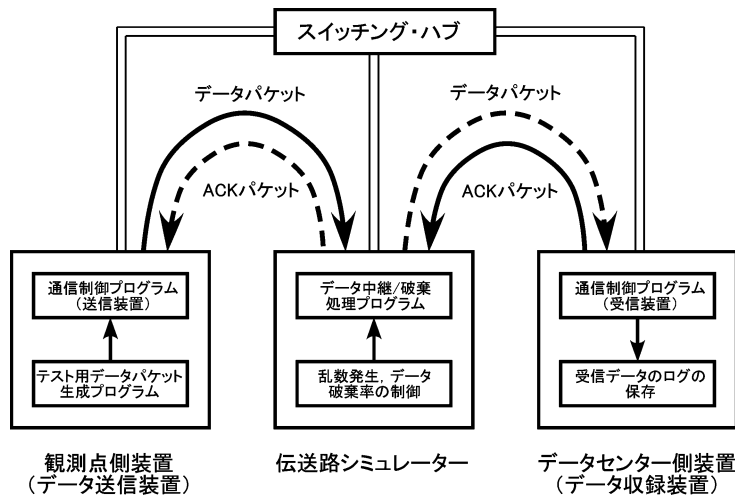 スイッチング・ハブ
データパケット
データパケット
ACKパケット
ACKパケット
通信制御プログラム
(送信装置)
テスト用データパケット
生成プログラム
データ中継/破棄
処理プログラム
乱数発生，データ
破棄率の制御
通信制御プログラム
(受信装置)
受信データのログの
保存
観測点側装置
(データ送信装置)
伝送路シミュレーター
データセンター側装置
(データ収録装置)